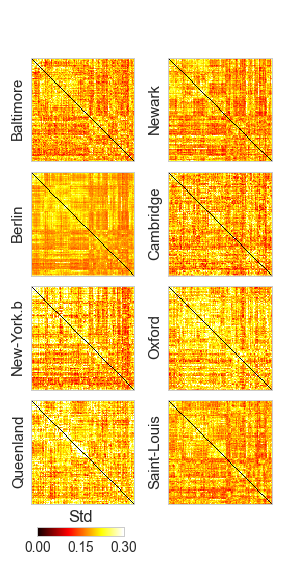 Baltimore
Newark
Berlin
Cambridge
New-York.b
Oxford
Queenland
Saint-Louis
Std
0.00 0.15 0.30